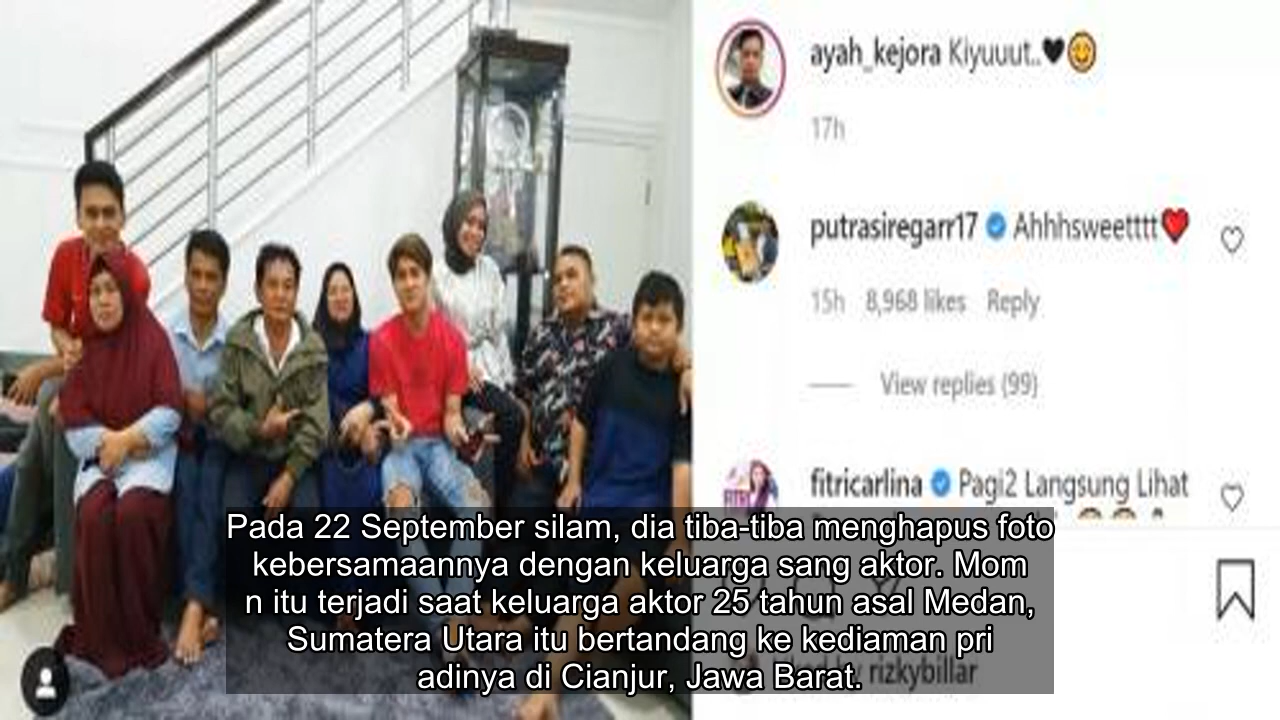 ayah_kejora Kiyuuut..🖤😊
17h
putrasiregarr17 Ahhhsweetttt❤️
15h 8,968 likes Reply
View replies (99)
fitricarlina Pagi2 Langsung Lihat
Pada 22 September silam, dia tiba-tiba menghapus foto
kebersamaannya dengan keluarga sang aktor. Mom
n itu terjadi saat keluarga aktor 25 tahun asal Medan,
Sumatera Utara itu bertandang ke kediaman pri
adinya di Cianjur, Jawa Barat.
by rizkybillar